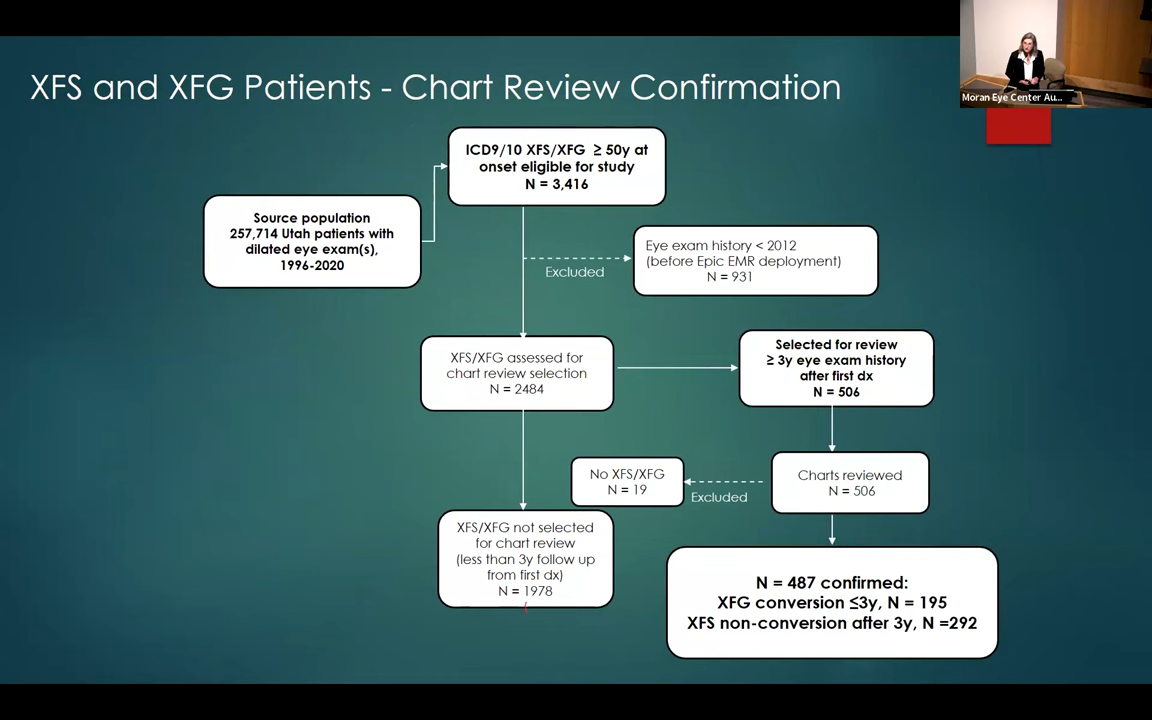 XFS and XFG Patients - Chart Review Confirmation
Moran Eye Center Au...
ICD9/10 XFS/XFG ≥ 50y at
onset eligible for study
N = 3,416
Source population
257,714 Utah patients with
dilated eye exam(s),
1996-2020
Excluded
Eye exam history < 2012
(before Epic EMR deployment)
N = 931
XFS/XFG assessed for
chart review selection
N = 2484
Selected for review
≥ 3y eye exam history
after first dx
N = 506
No XFS/XFG
N = 19
Excluded
Charts reviewed
N = 506
XFS/XFG not selected
for chart review
(less than 3y follow up
from first dx)
N = 1978
N = 487 confirmed:
XFG conversion ≤3y, N = 195
XFS non-conversion after 3y, N =292